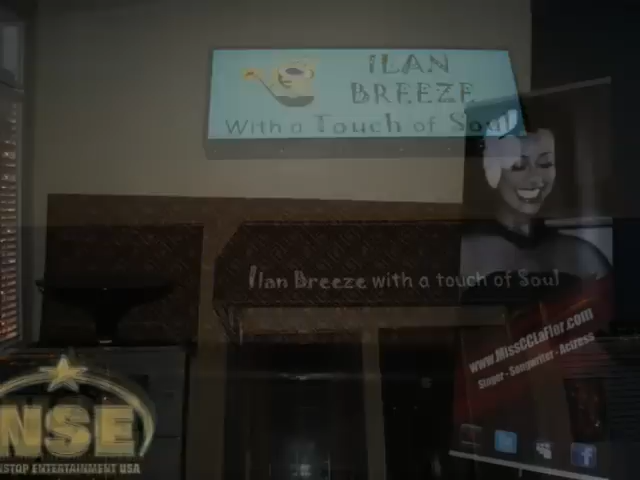 ILAN
BREEZE
With a Touch of Soul
Ilan Breeze with a touch of Soul
www.MissCCLaFlor.com
Singer - Songwriter - Actress
NSE
NSTOP ENTERTAINMENT USA